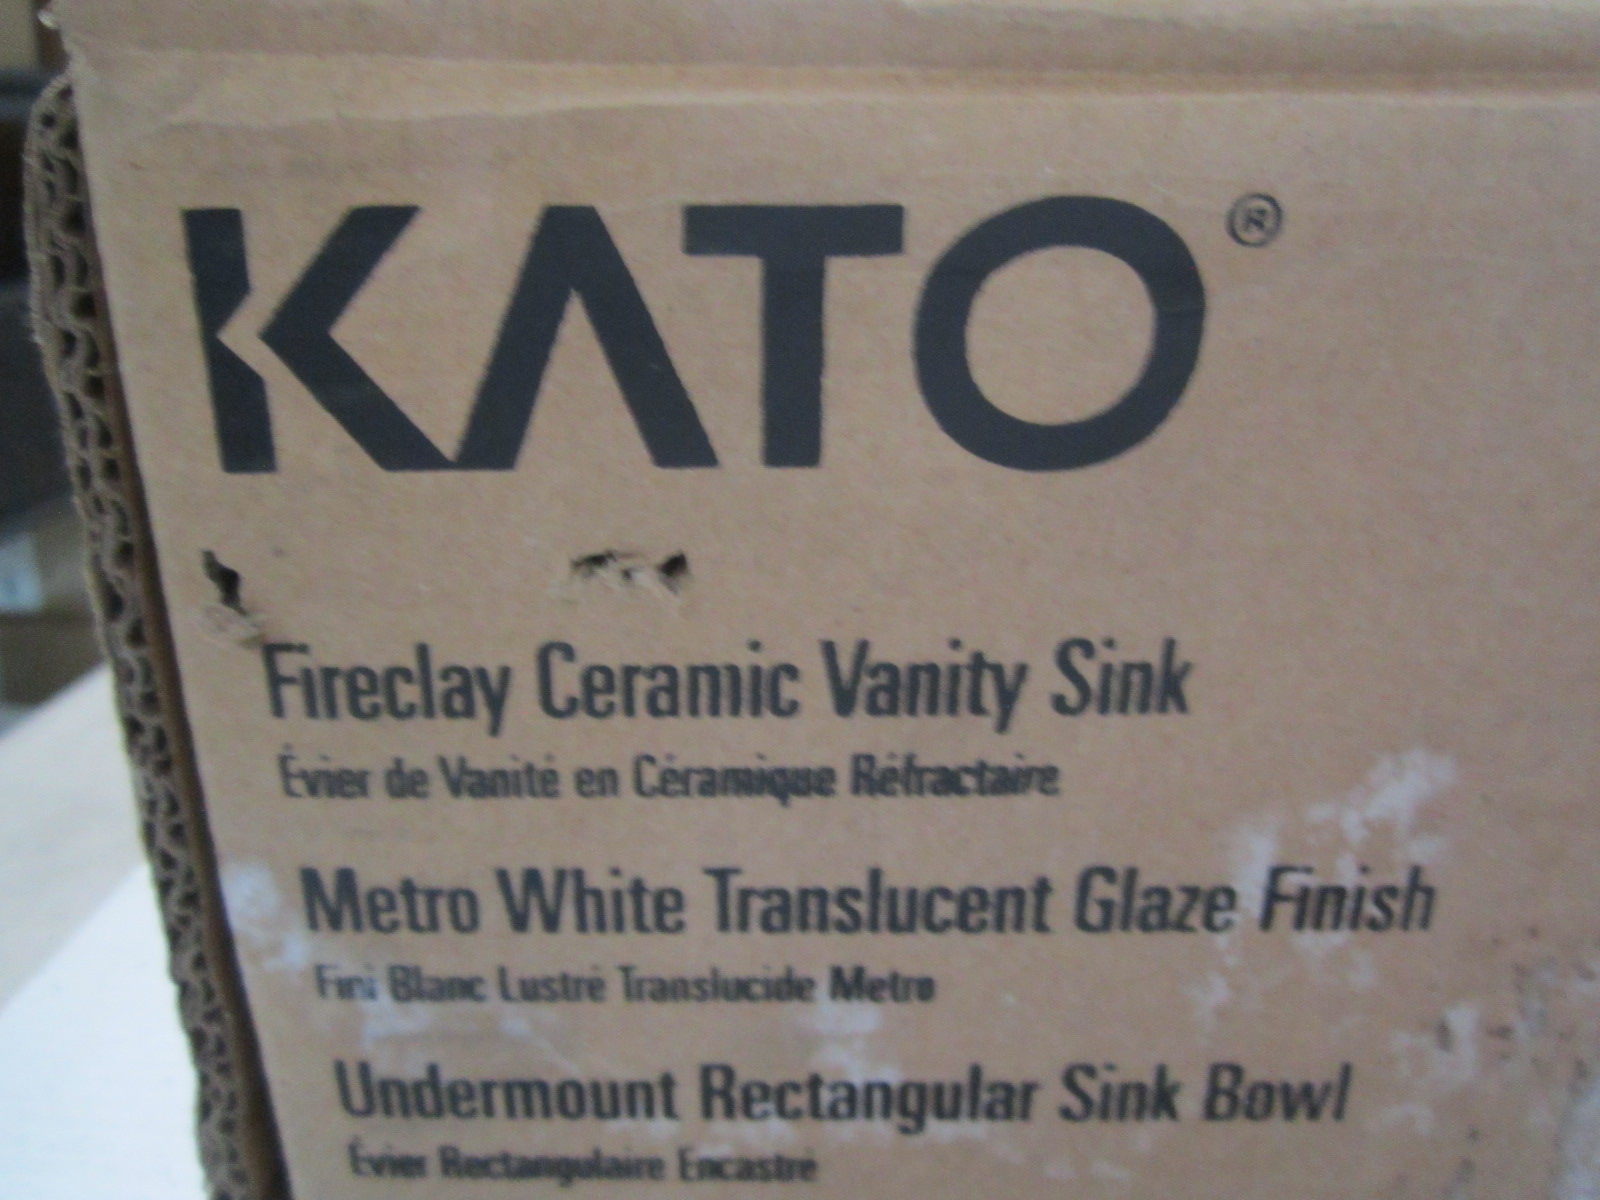 KATO®
Fireclay Ceramic Vanity Sink
Évier de Vanité en Céramique Réfractaire
Metro White Translucent Glaze Finish
Fini Blanc Lustré Translucide Metro
Undermount Rectangular Sink Bowl
Évier Rectangulaire Encastré